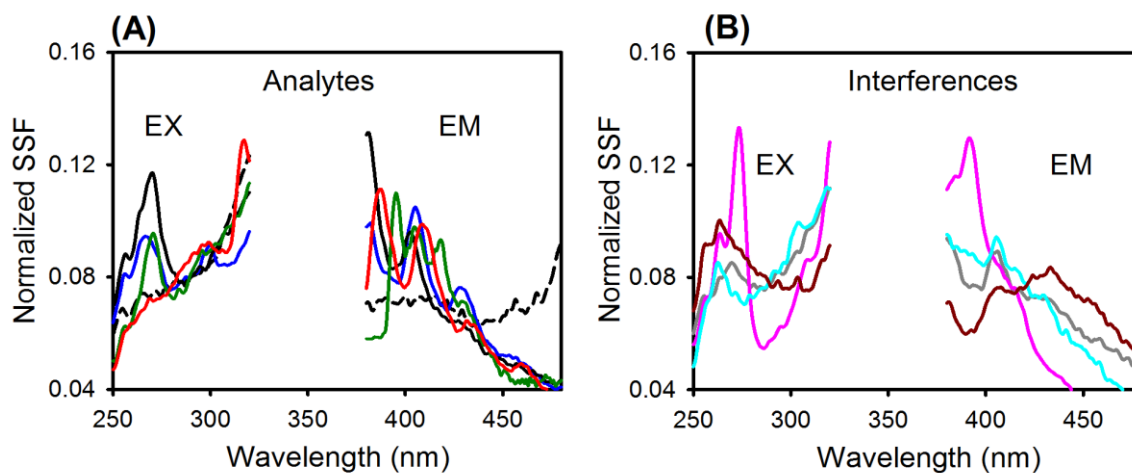 (A)
Analytes
EX
EM
Normalized SSF
0.16
0.12
0.08
0.04
250
300
350
400
450
Wavelength (nm)
(B)
Interferences
EX
EM
Normalized SSF
0.16
0.12
0.08
0.04
250
300
350
400
450
Wavelength (nm)